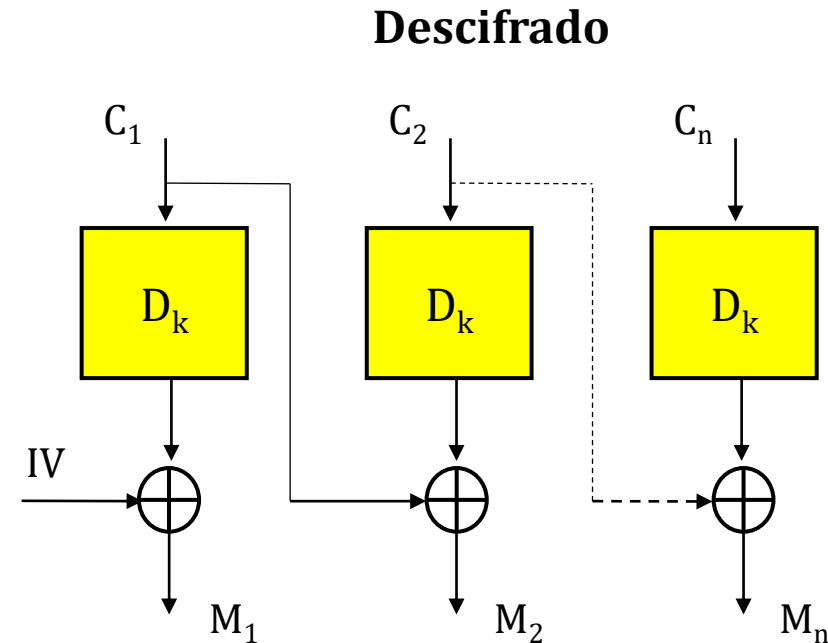 Descifrado
C₁ C₂ Cₙ
Dₖ Dₖ Dₖ
IV
M₁ M₂ Mₙ